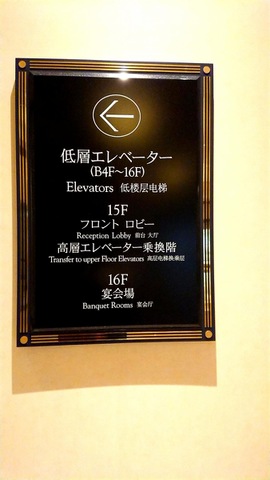 低層エレベーター
(B4F～16F)
Elevators 低楼层电梯
15F
フロント ロビー
Reception Lobby 前台 大厅
高層エレベーター乗換階
Transfer to upper Floor Elevators 高层电梯换乘层
16F
宴会場
Banquet Rooms 宴会厅